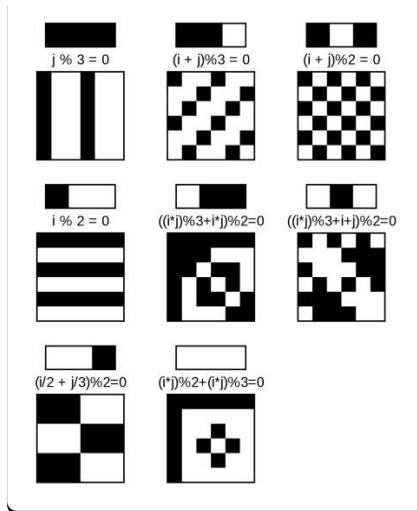 j % 3 = 0
(i + j)%3 = 0
(i + j)%2 = 0
i % 2 = 0
((i*j)%3+i*j)%2=0
((i*j)%3+i+j)%2=0
(i/2 + j/3)%2=0
(i*j)%2+(i*j)%3=0